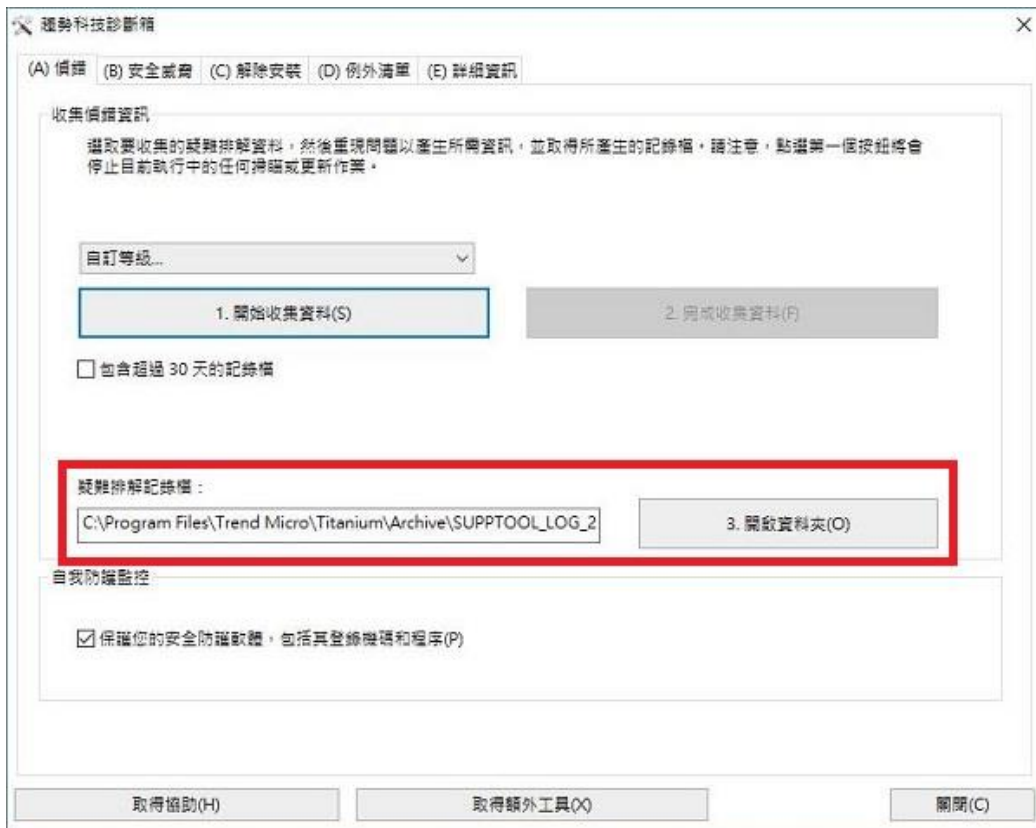 趨勢科技診斷箱
(A) 偵錯 (B) 安全威脅 (C) 解除安裝 (D) 例外清單 (E) 詳細資訊
收集偵錯資訊
選取要收集的疑難排解資料，然後重現問題以產生所需資訊，並取得所產生的記錄檔。請注意，點選第一個按鈕將會
停止目前執行中的任何掃瞄或更新作業。
自訂等級...
1. 開始收集資料(S) 2. 完成收集資料(F)
包含超過 30 天的記錄檔
疑難排解記錄檔：
C:\Program Files\Trend Micro\Titanium\Archive\SUPPTOOL_LOG_2 3. 開啟資料夾(O)
自我防護監控
保護您的安全防護軟體，包括其登錄機碼和程序(P)
取得協助(H) 取得額外工具(X) 關閉(C)